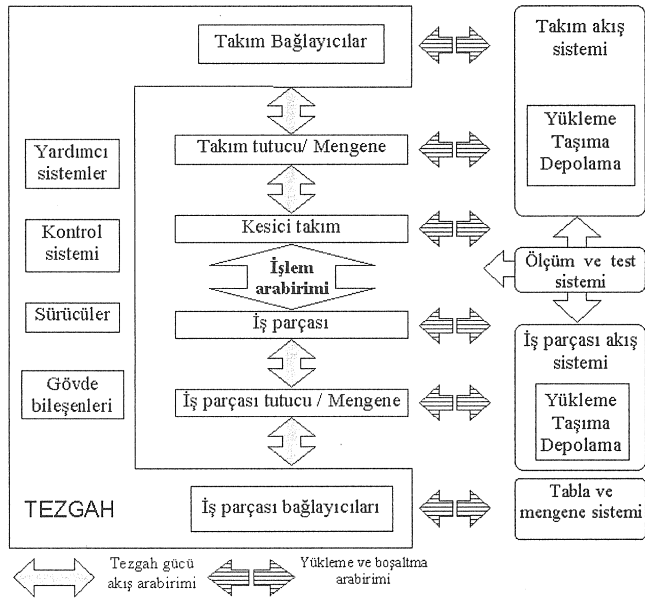 Takım Bağlayıcılar
Takım akış
sistemi
Yükleme
Taşıma
Depolama
Yardımcı
sistemler
Takım tutucu/ Mengene
Kontrol
sistemi
Kesici takım
İşlem
arabirimi
Ölçüm ve test
sistemi
Sürücüler
İş parçası
İş parçası akış
sistemi
Yükleme
Taşıma
Depolama
Gövde
bileşenleri
İş parçası tutucu / Mengene
TEZGAH
İş parçası bağlayıcıları
Tabla ve
mengene sistemi
Tezgah gücü
akış arabirimi
Yükleme ve boşaltma
arabirimi